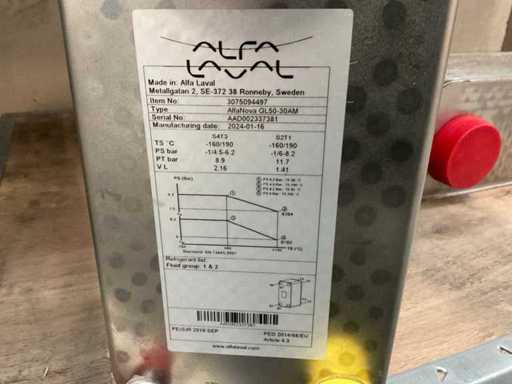 ALFA
LAVAL
Made in: Alfa Laval
Metallgatan 2, SE-372 38 Ronneby, Sweden
Item No: 3075094497
Type AlfaNova GL50-30AM
Serial No: AAD002337381
Manufacturing date: 2024-01-16
S4T3 S2T1
TS °C -160/190 -160/190
PS bar -1/4.5-6.2 -1/6-8.2
PT bar 8.9 11.7
V L 2.16 1.41
PS (Bar)
Refrigerant list:
Fluid group: 1 & 2
PED 2014/68/EU
www.alfalaval.com